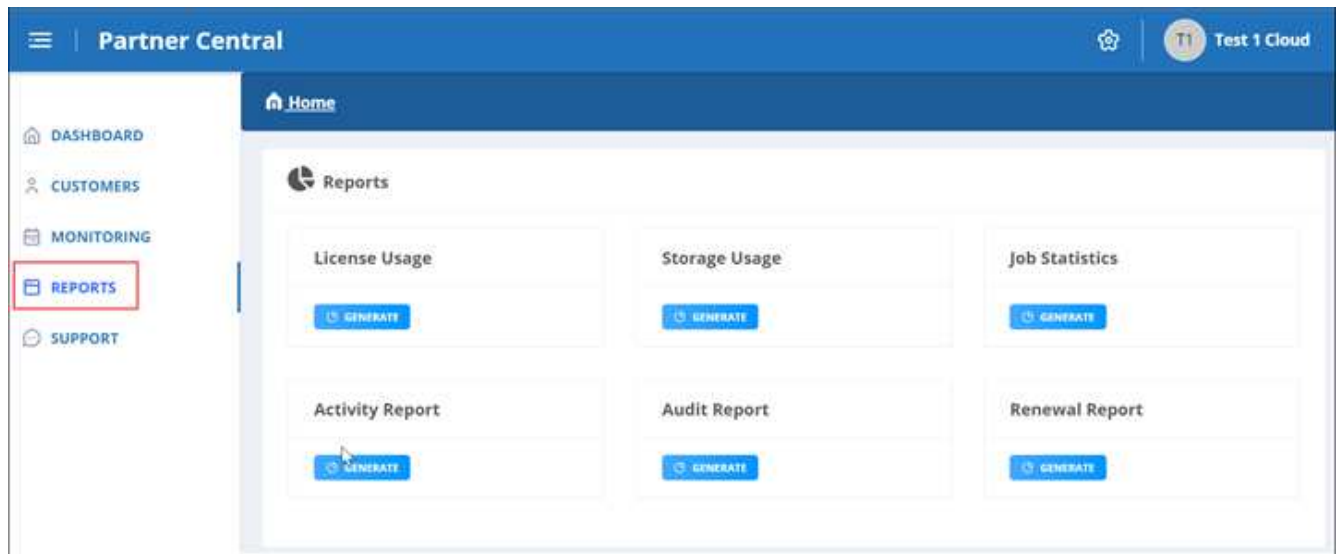 Partner Central
T1 Test 1 Cloud
Home
DASHBOARD
CUSTOMERS
MONITORING
REPORTS
SUPPORT
Reports
License Usage
GENERATE
Storage Usage
GENERATE
Job Statistics
GENERATE
Activity Report
GENERATE
Audit Report
GENERATE
Renewal Report
GENERATE